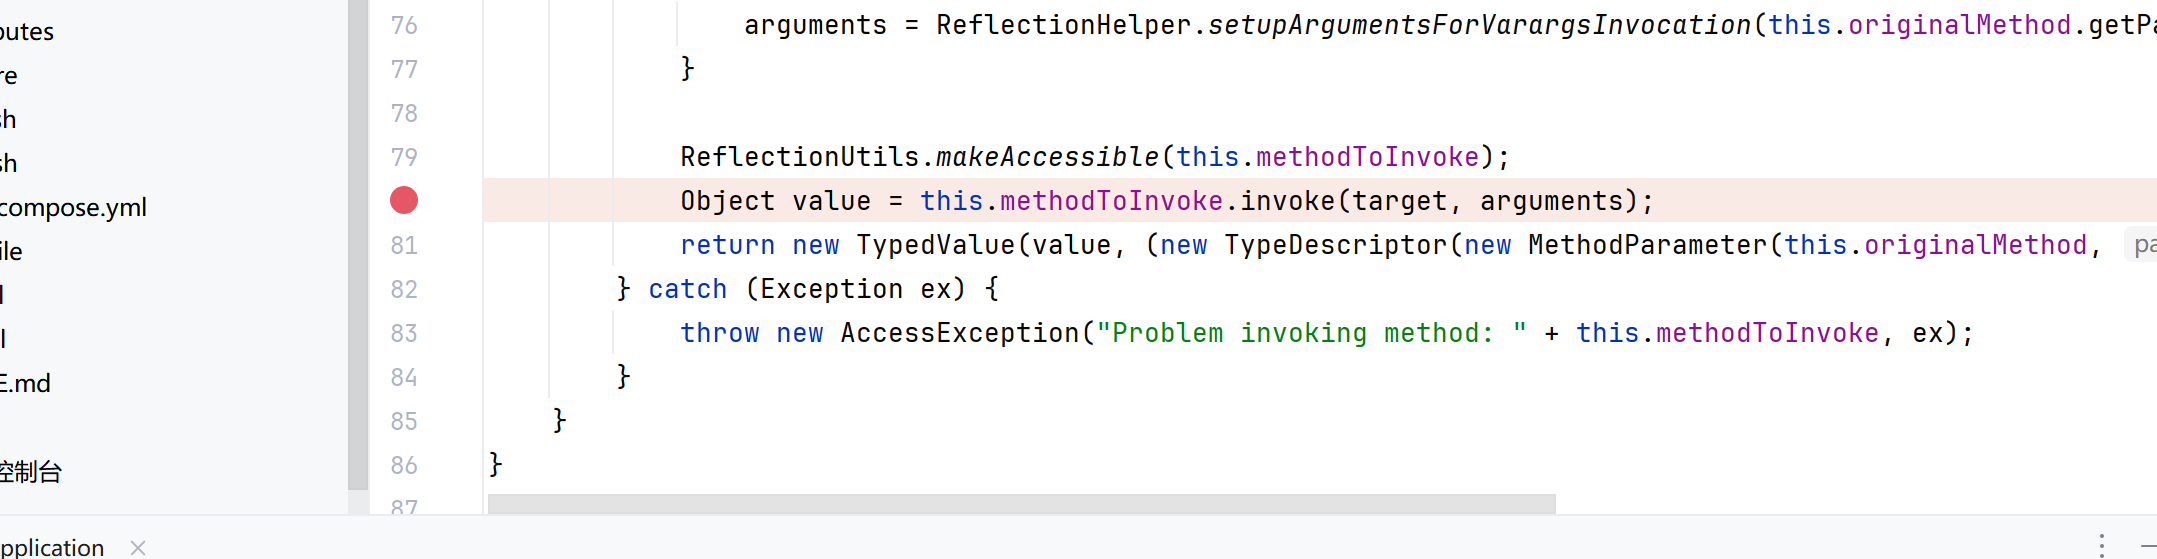 butes
re
sh
sh
compose.yml
ile
l
l
E.md
控制台
76 arguments = ReflectionHelper.setupArgumentsForVarargsInvocation(this.originalMethod.getPa
77 }
78
79 ReflectionUtils.makeAccessible(this.methodToInvoke);
Object value = this.methodToInvoke.invoke(target, arguments);
81 return new TypedValue(value, (new TypeDescriptor(new MethodParameter(this.originalMethod, pa
82 } catch (Exception ex) {
83 throw new AccessException("Problem invoking method: " + this.methodToInvoke, ex);
84 }
85 }
86 }
87
pplication